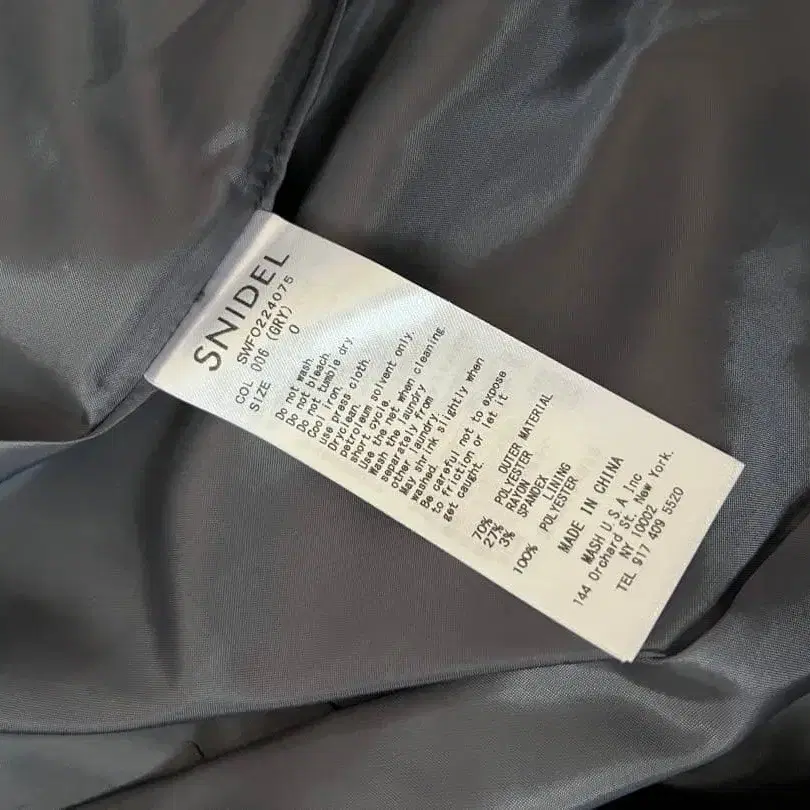 SNIDEL
SWFO224075
COL 006 (GRY)
SIZE 0
Do not wash.
Do not bleach.
Do not tumble dry.
Cool iron.
Use press cloth.
Dryclean,
petroleum solvent only.
short cycle.
Use the net when cleaning.
Wash the laundry
separately from
other laundry.
May shrink slightly when
washed.
Be careful not to expose
to friction or let it
get caught.
OUTER MATERIAL
70% POLYESTER
27% RAYON
3% SPANDEX
LINING
100% POLYESTER
MADE IN CHINA
MASH U.S.A Inc.
144 Orchard St. New York.
NY 10002
TEL 917 409 5520